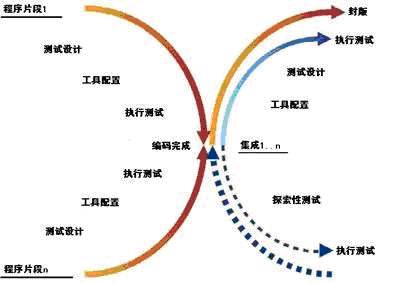 程序片段1
封版
执行测试
测试设计
测试设计
工具配置
工具配置
执行测试
编码完成
集成1..n
执行测试
工具配置
探索性测试
测试设计
执行测试
程序片段n